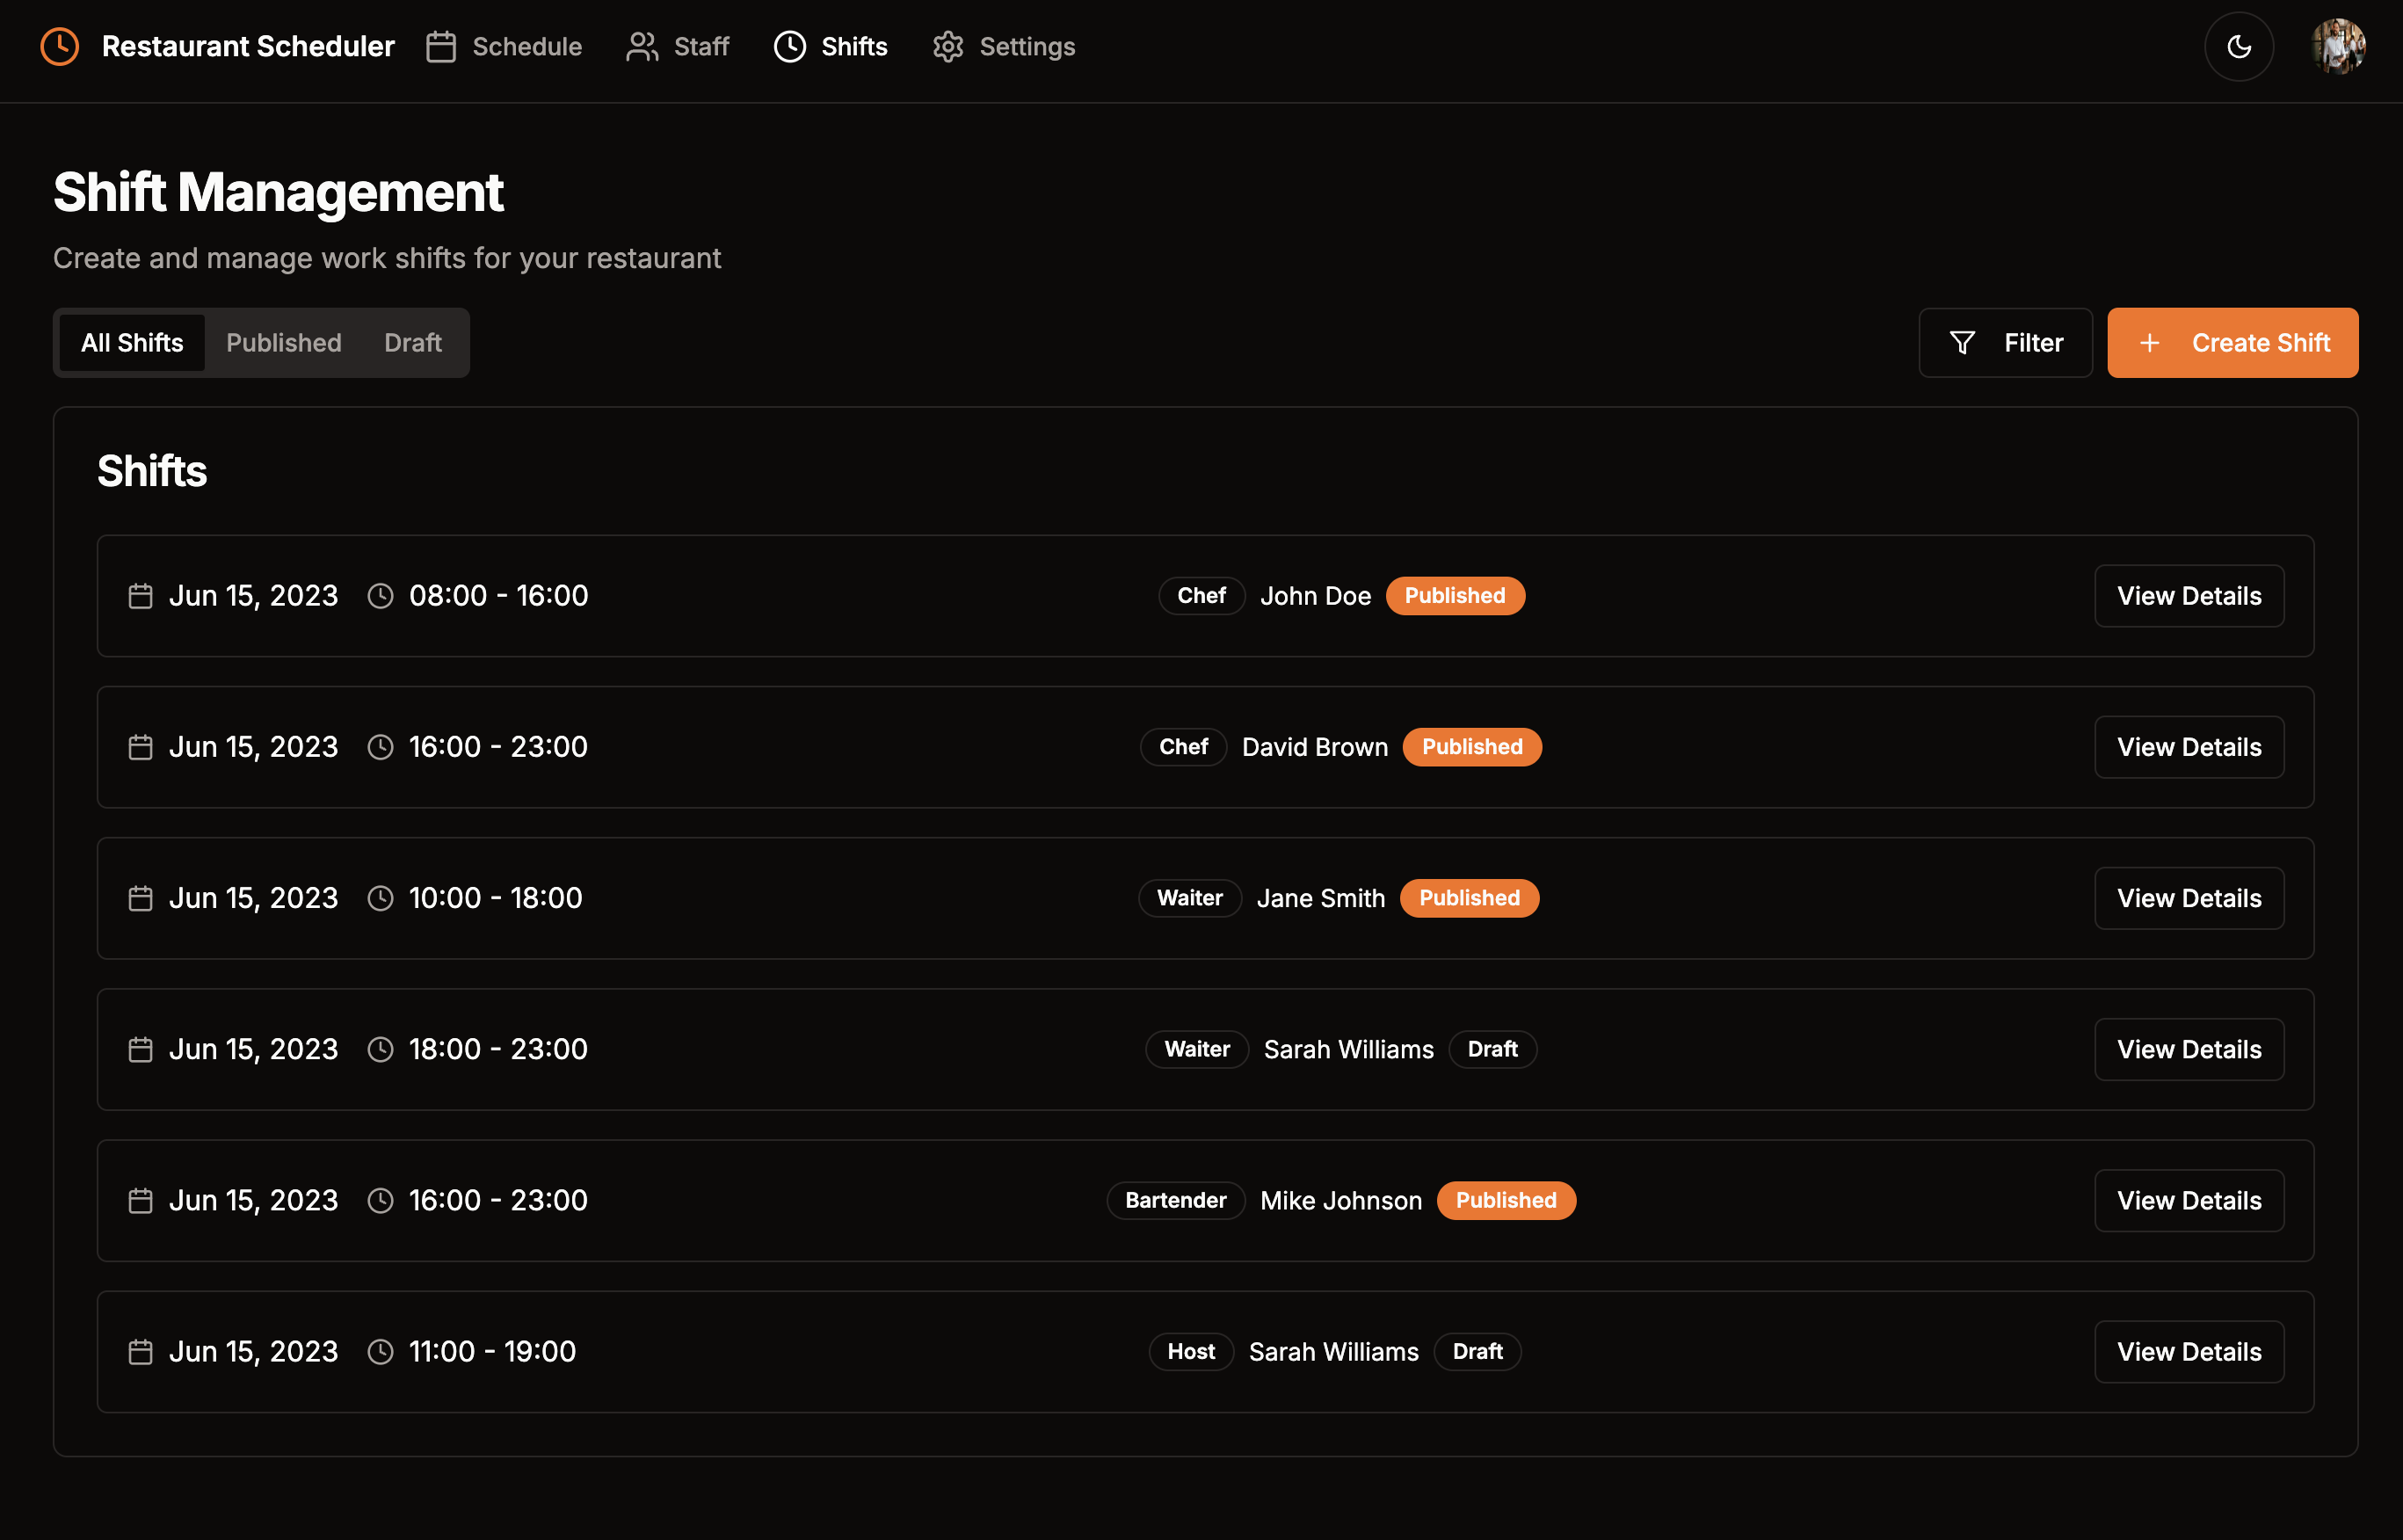 Restaurant Scheduler Schedule Staff Shifts Settings
Shift Management
Create and manage work shifts for your restaurant
All Shifts Published Draft Filter Create Shift
Shifts
Jun 15, 2023 08:00 - 16:00 Chef John Doe Published View Details
Jun 15, 2023 16:00 - 23:00 Chef David Brown Published View Details
Jun 15, 2023 10:00 - 18:00 Waiter Jane Smith Published View Details
Jun 15, 2023 18:00 - 23:00 Waiter Sarah Williams Draft View Details
Jun 15, 2023 16:00 - 23:00 Bartender Mike Johnson Published View Details
Jun 15, 2023 11:00 - 19:00 Host Sarah Williams Draft View Details